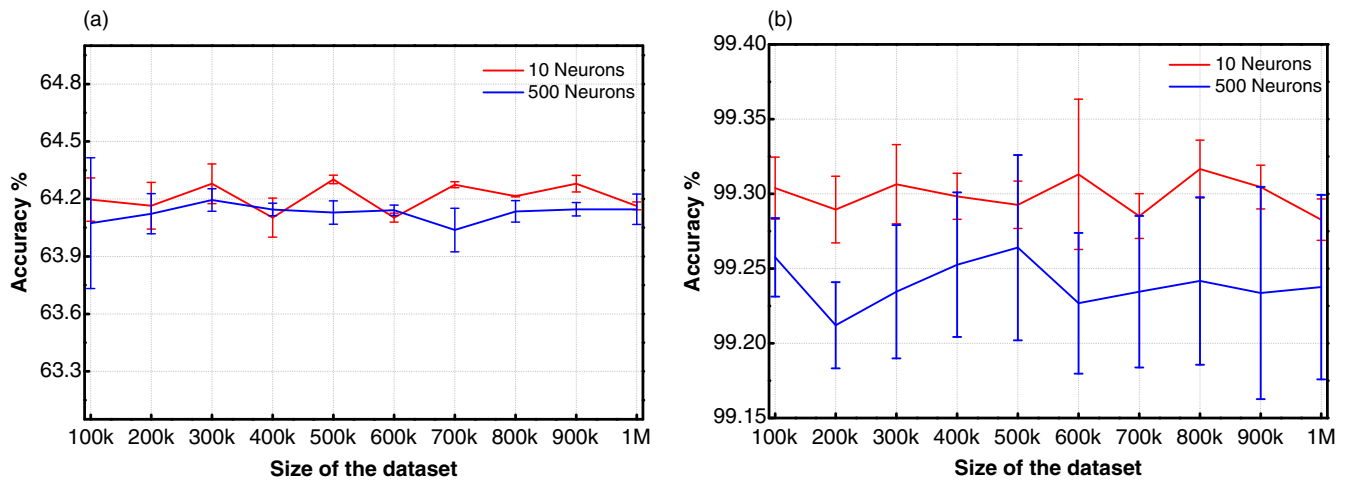 (a)
10 Neurons
500 Neurons
64.8
64.5
64.2
63.9
63.6
63.3
Accuracy %
100k 200k 300k 400k 500k 600k 700k 800k 900k 1M
Size of the dataset
(b)
10 Neurons
500 Neurons
99.40
99.35
99.30
99.25
99.20
99.15
Accuracy %
100k 200k 300k 400k 500k 600k 700k 800k 900k 1M
Size of the dataset